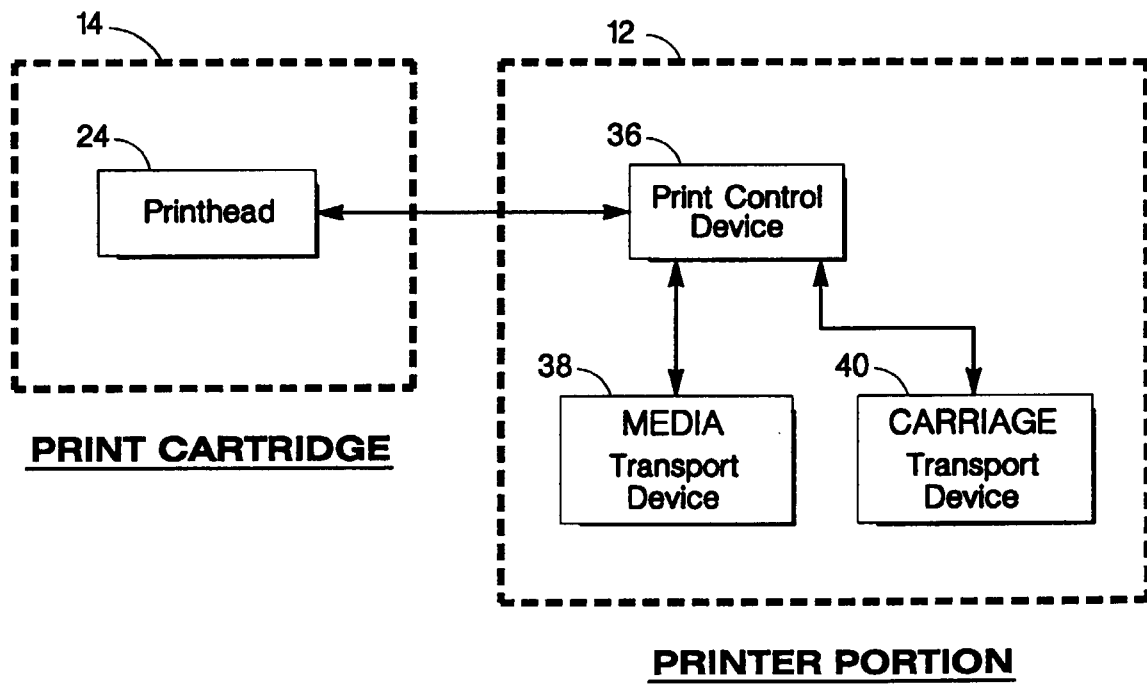 14
12
24
Printhead
36
Print Control
Device
38
MEDIA
Transport
Device
40
CARRIAGE
Transport
Device
PRINT CARTRIDGE
PRINTER PORTION